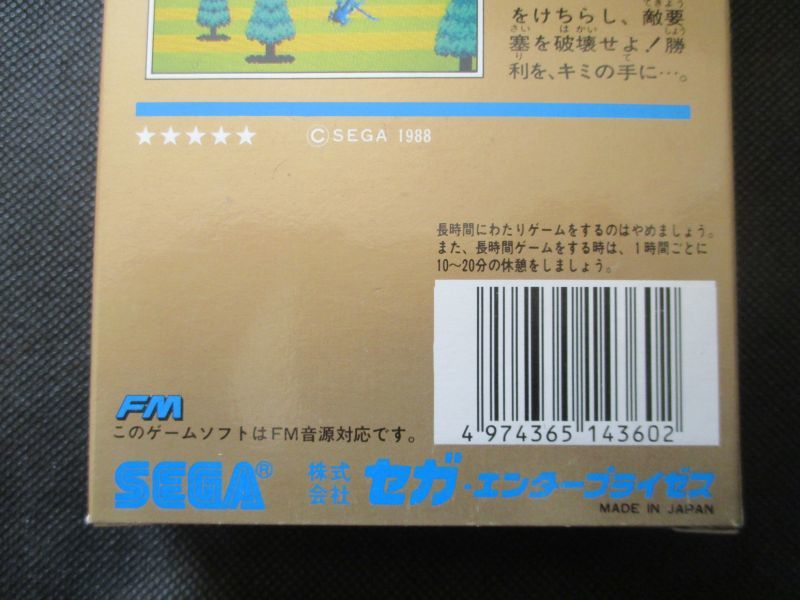 をけちらし、敵要
塞を破壊せよ!勝
利を、キミの手に…。
★★★★★ ©SEGA 1988
長時間にわたりゲームをするのはやめましょう。
また、長時間ゲームをする時は、1時間ごとに
10〜20分の休憩をしましょう。
4 974365 143602
FM
このゲームソフトはFM音源対応です。
SEGA® 株式会社 セガ・エンタープライゼス
MADE IN JAPAN